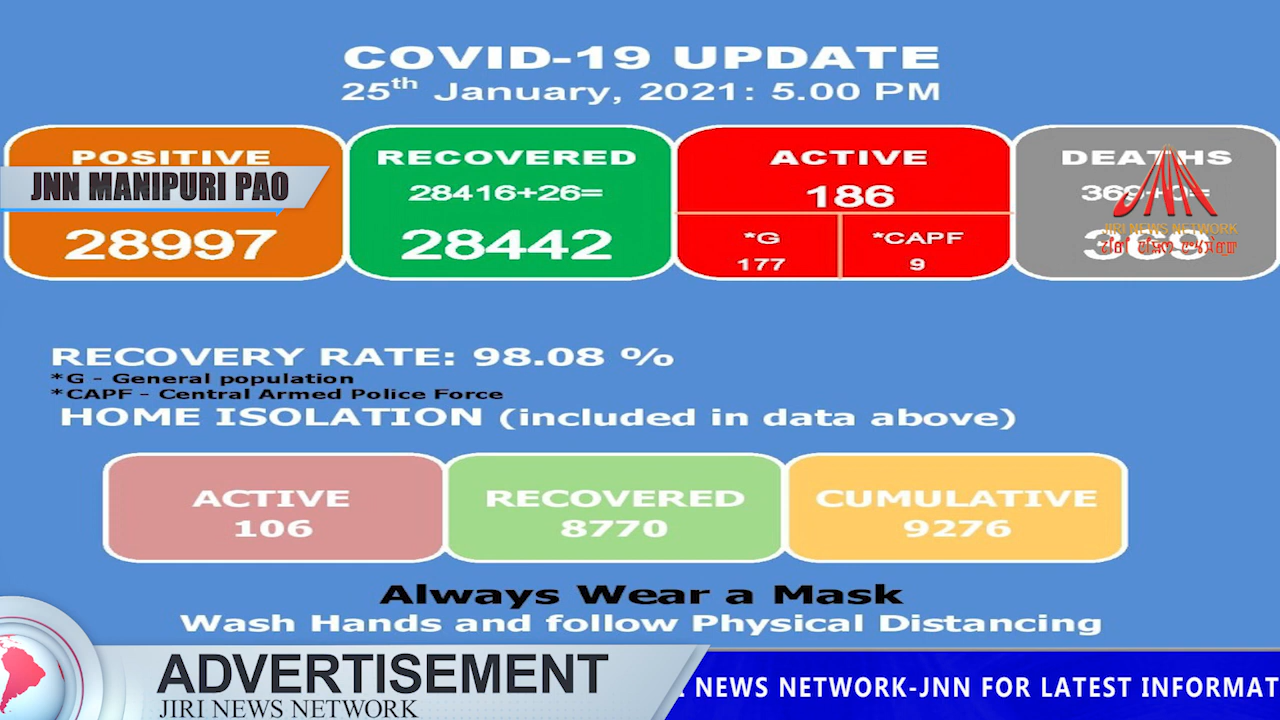 COVID-19 UPDATE
25th January, 2021: 5.00 PM
POSITIVE
28997
RECOVERED
28416+26=
28442
ACTIVE
186
*G
177
*CAPF
9
DEATHS
369+0=
369
JNN MANIPURI PAO
JIRI NEWS NETWORK
RECOVERY RATE: 98.08 %
*G - General population
*CAPF - Central Armed Police Force
HOME ISOLATION (included in data above)
ACTIVE
106
RECOVERED
8770
CUMULATIVE
9276
Always Wear a Mask
Wash Hands and follow Physical Distancing
ADVERTISEMENT
JIRI NEWS NETWORK
NEWS NETWORK-JNN FOR LATEST INFORMAT